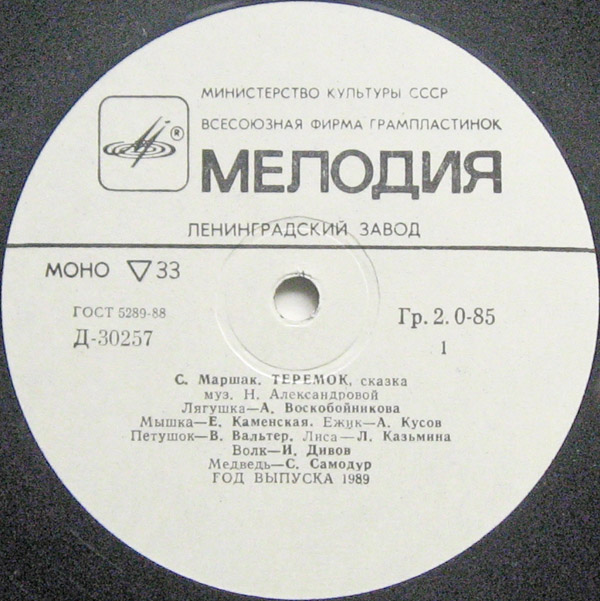 МИНИСТЕРСТВО КУЛЬТУРЫ СССР
ВСЕСОЮЗНАЯ ФИРМА ГРАМПЛАСТИНОК
®
МЕЛОДИЯ
ЛЕНИНГРАДСКИЙ ЗАВОД
МОНО ▽ 33
ГОСТ 5289-88
Д-30257
Гр. 2. 0-85
1
С. Маршак. ТЕРЕМОК, сказка
муз. Н. Александровой
Лягушка—А. Воскобойникова
Мышка—Е. Каменская. Ежик—А. Кусов
Петушок—В. Вальтер. Лиса—Л. Казьмина
Волк—И. Дивов
Медведь—С. Самодур
ГОД ВЫПУСКА 1989